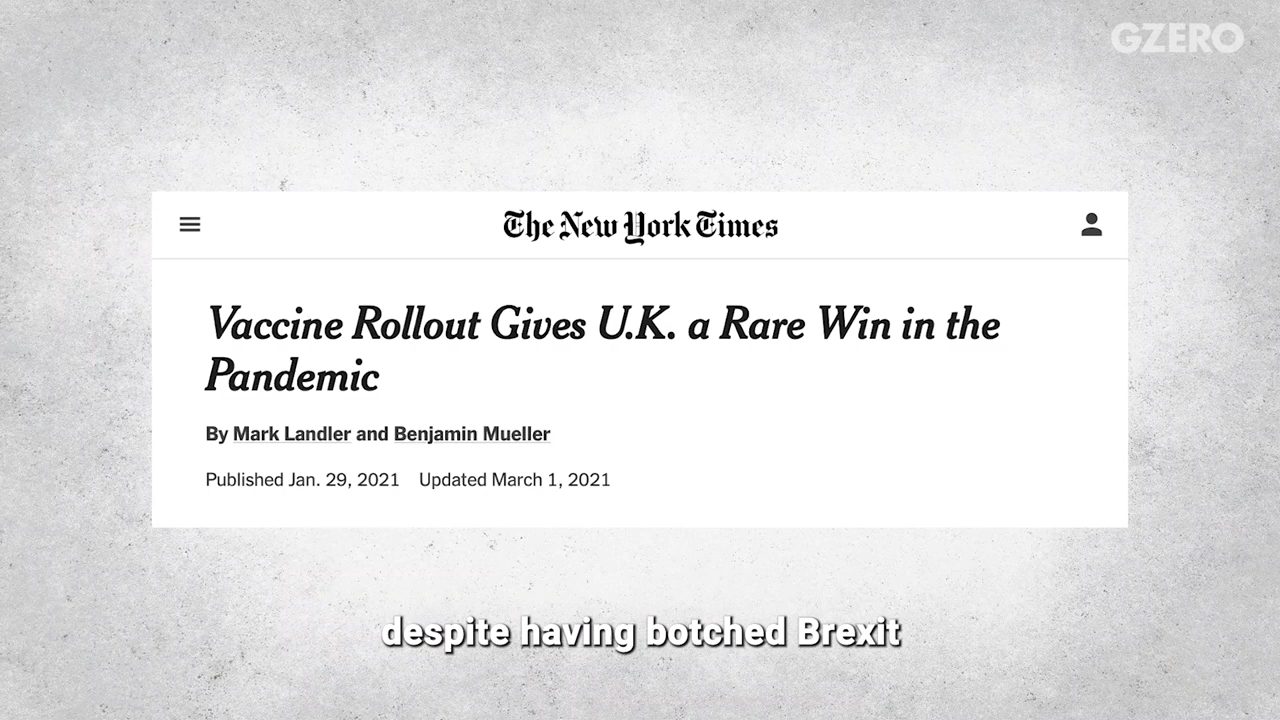 GZERO
The New York Times
Vaccine Rollout Gives U.K. a Rare Win in the
Pandemic
By Mark Landler and Benjamin Mueller
Published Jan. 29, 2021 Updated March 1, 2021
despite having botched Brexit